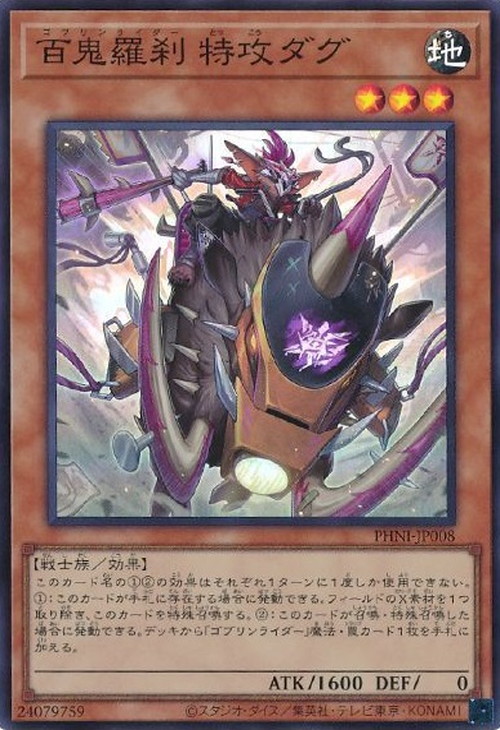 ゴブリンライダー とっこう
百鬼羅刹 特攻ダグ
ち
地
PHNI-JP008
【戦士族／効果】
このカード名の①②の効果はそれぞれ1ターンに1度しか使用できない。
①：このカードが手札に存在する場合に発動できる。フィールドのX素材を1つ
取り除き、このカードを特殊召喚する。②：このカードが召喚・特殊召喚した
場合に発動できる。デッキから「ゴブリンライダー」魔法・罠カード1枚を手札に
加える。
ATK/1600 DEF/ 0
24079759 ©スタジオ・ダイス／集英社・テレビ東京・KONAMI